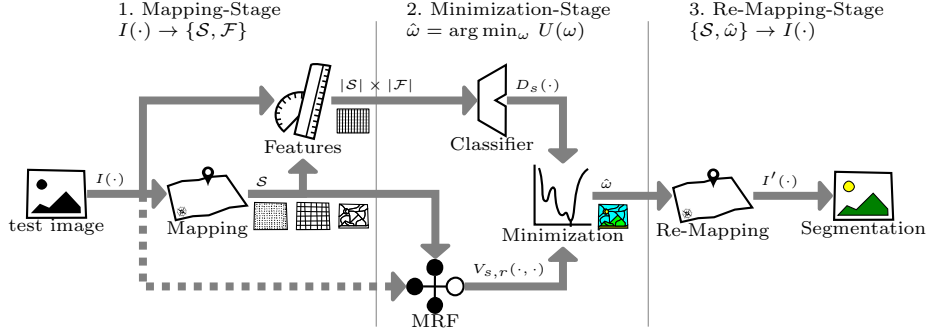 1. Mapping-Stage
I(·) → {𝒮, ℱ}
2. Minimization-Stage
ω̂ = arg min_ω U(ω)
3. Re-Mapping-Stage
{𝒮, ω̂} → I(·)
|𝒮| × |ℱ|
D_s(·)
Features
Classifier
I(·)
𝒮
ω̂
I′(·)
test image
Mapping
Minimization
Re-Mapping
Segmentation
V_{s,r}(·, ·)
MRF